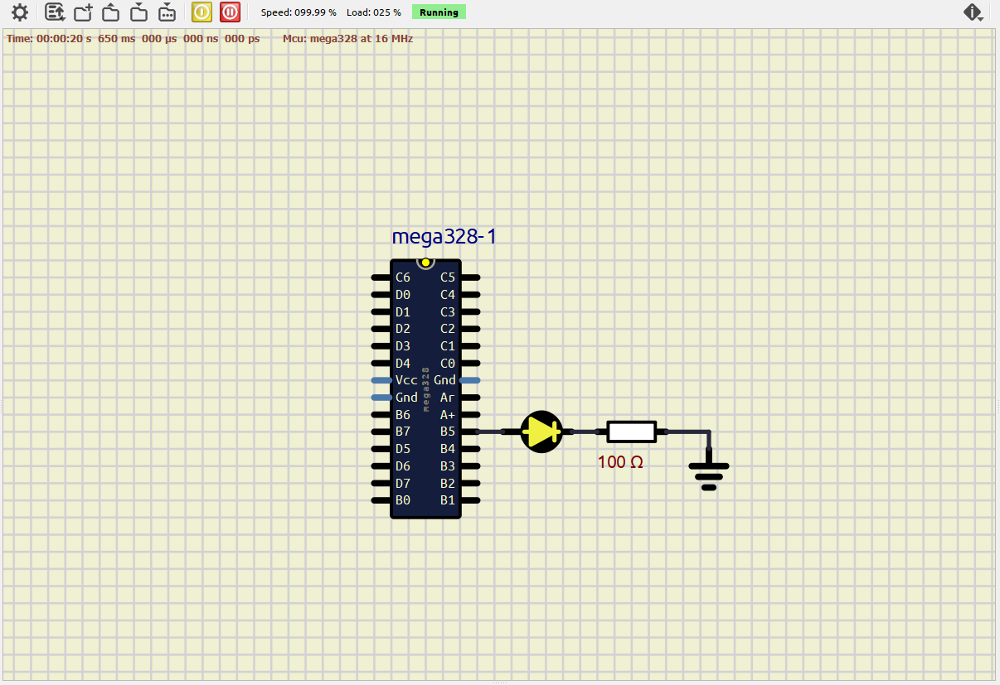 Speed: 099.99 % Load: 025 % Running
Time: 00:00:20 s 650 ms 000 µs 000 ns 000 ps Mcu: mega328 at 16 MHz
mega328-1
C6 C5
D0 C4
D1 C3
D2 C2
D3 C1
D4 C0
Vcc Gnd
Gnd Ar
B6 A+
B7 B5
D5 B4
D6 B3
D7 B2
B0 B1
mega328
100 Ω